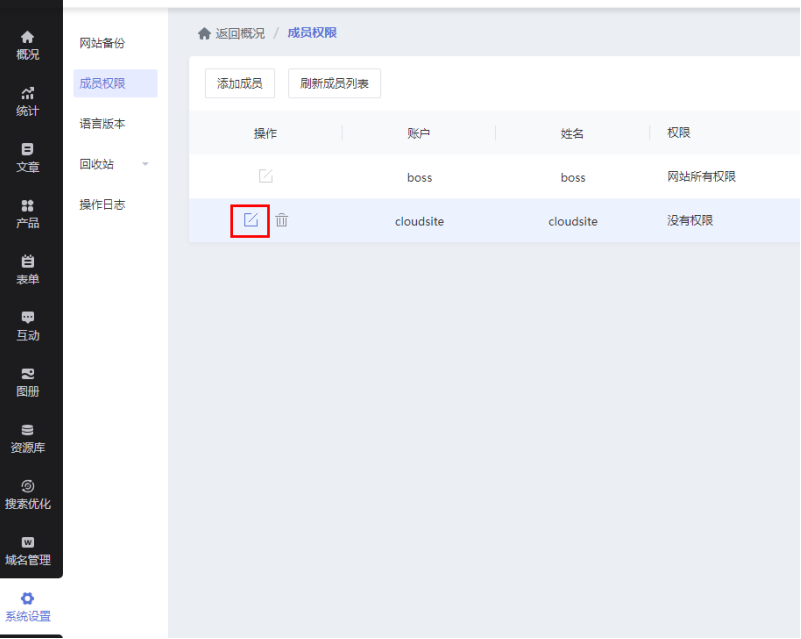 概况
统计
文章
产品
表单
互动
图册
资源库
搜索优化
域名管理
系统设置
网站备份
成员权限
语言版本
回收站
操作日志
返回概况 / 成员权限
添加成员 刷新成员列表
操作 账户 姓名 权限
boss boss 网站所有权限
cloudsite cloudsite 没有权限